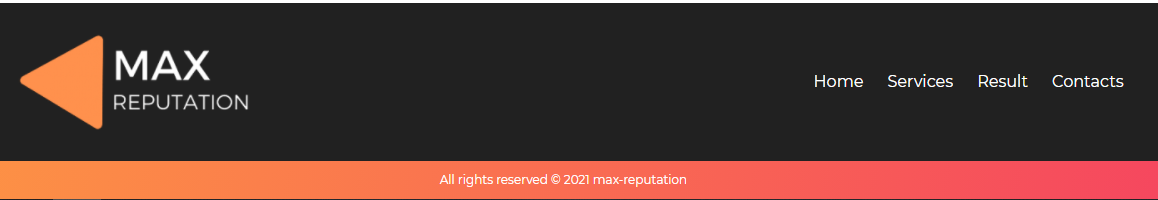 MAX
REPUTATION
Home Services Result Contacts
All rights reserved © 2021 max-reputation